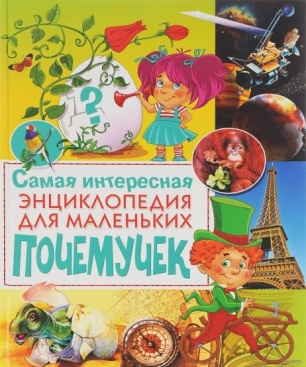 ?
Самая интересная
ЭНЦИКЛОПЕДИЯ
ДЛЯ МАЛЕНЬКИХ
ПОЧЕМУЧЕК